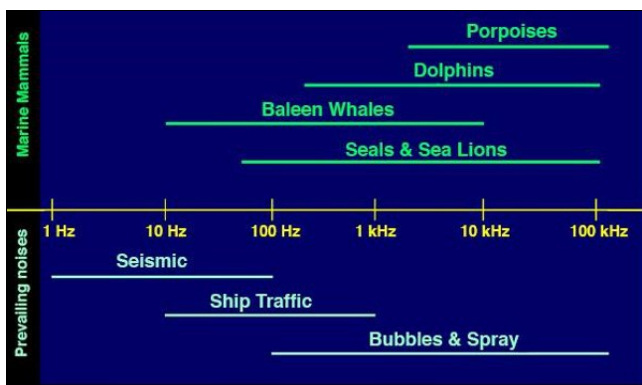 Marine Mammals
Porpoises
Dolphins
Baleen Whales
Seals & Sea Lions
1 Hz 10 Hz 100 Hz 1 kHz 10 kHz 100 kHz
Prevailing noises
Seismic
Ship Traffic
Bubbles & Spray